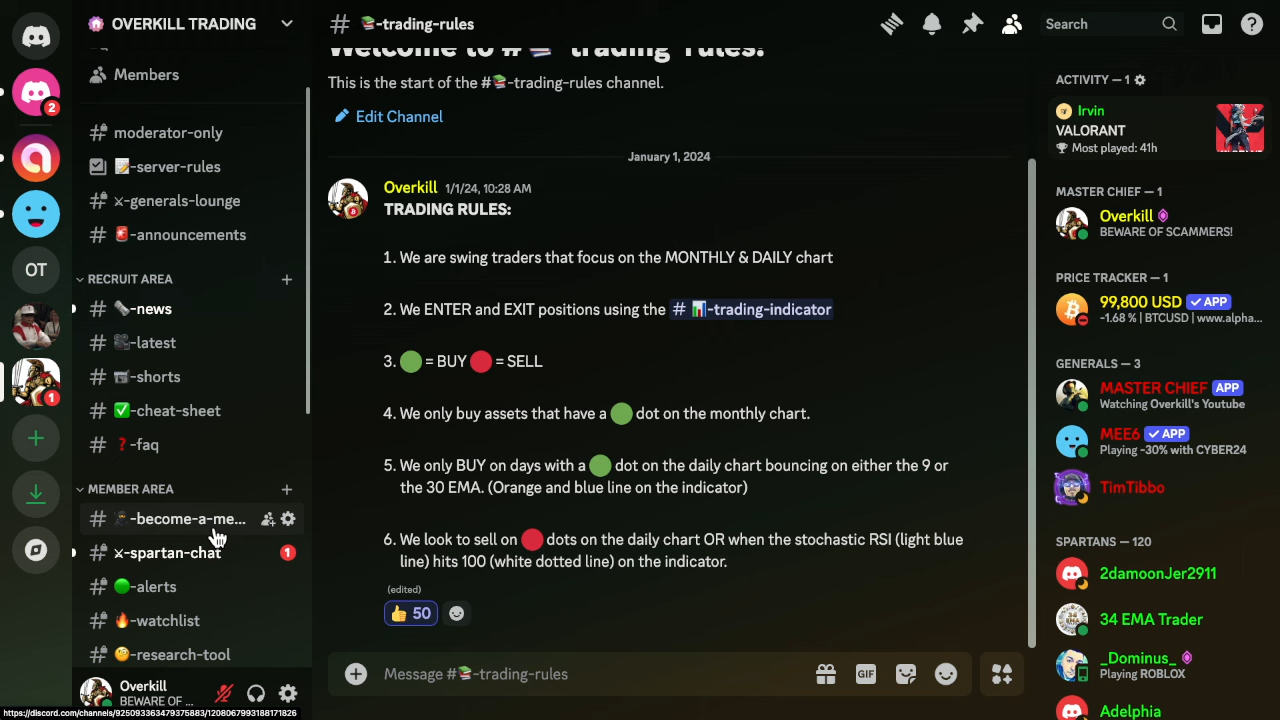 OVERKILL TRADING
Members
moderator-only
-server-rules
-generals-lounge
-announcements
RECRUIT AREA
-news
-latest
-shorts
-cheat-sheet
-faq
MEMBER AREA
-become-a-me...
-spartan-chat
1
-alerts
-watchlist
-research-tool
Overkill
BEWARE OF ...
https://discord.com/channels/925093363479375883/1208067993188171826
2
OT
1
# -trading-rules
Welcome to # -trading-rules!
This is the start of the #-trading-rules channel.
Edit Channel
January 1, 2024
Overkill 1/1/24, 10:28 AM
TRADING RULES:
1. We are swing traders that focus on the MONTHLY & DAILY chart
2. We ENTER and EXIT positions using the # -trading-indicator
3. 🟢 = BUY 🔴 = SELL
4. We only buy assets that have a 🟢 dot on the monthly chart.
5. We only BUY on days with a 🟢 dot on the daily chart bouncing on either the 9 or
the 30 EMA. (Orange and blue line on the indicator)
6. We look to sell on 🔴 dots on the daily chart OR when the stochastic RSI (light blue
line) hits 100 (white dotted line) on the indicator.
(edited)
👍 50
Message #-trading-rules
GIF
Search
ACTIVITY — 1
Irvin
VALORANT
Most played: 41h
MASTER CHIEF — 1
Overkill
BEWARE OF SCAMMERS!
PRICE TRACKER — 1
99,800 USD ✓ APP
-1.68 % | BTCUSD | www.alpha...
GENERALS — 3
MASTER CHIEF APP
Watching Overkill's Youtube
MEE6 ✓ APP
Playing -30% with CYBER24
TimTibbo
SPARTANS — 120
2damoonJer2911
34 EMA Trader
_Dominus_
Playing ROBLOX
Adelphia